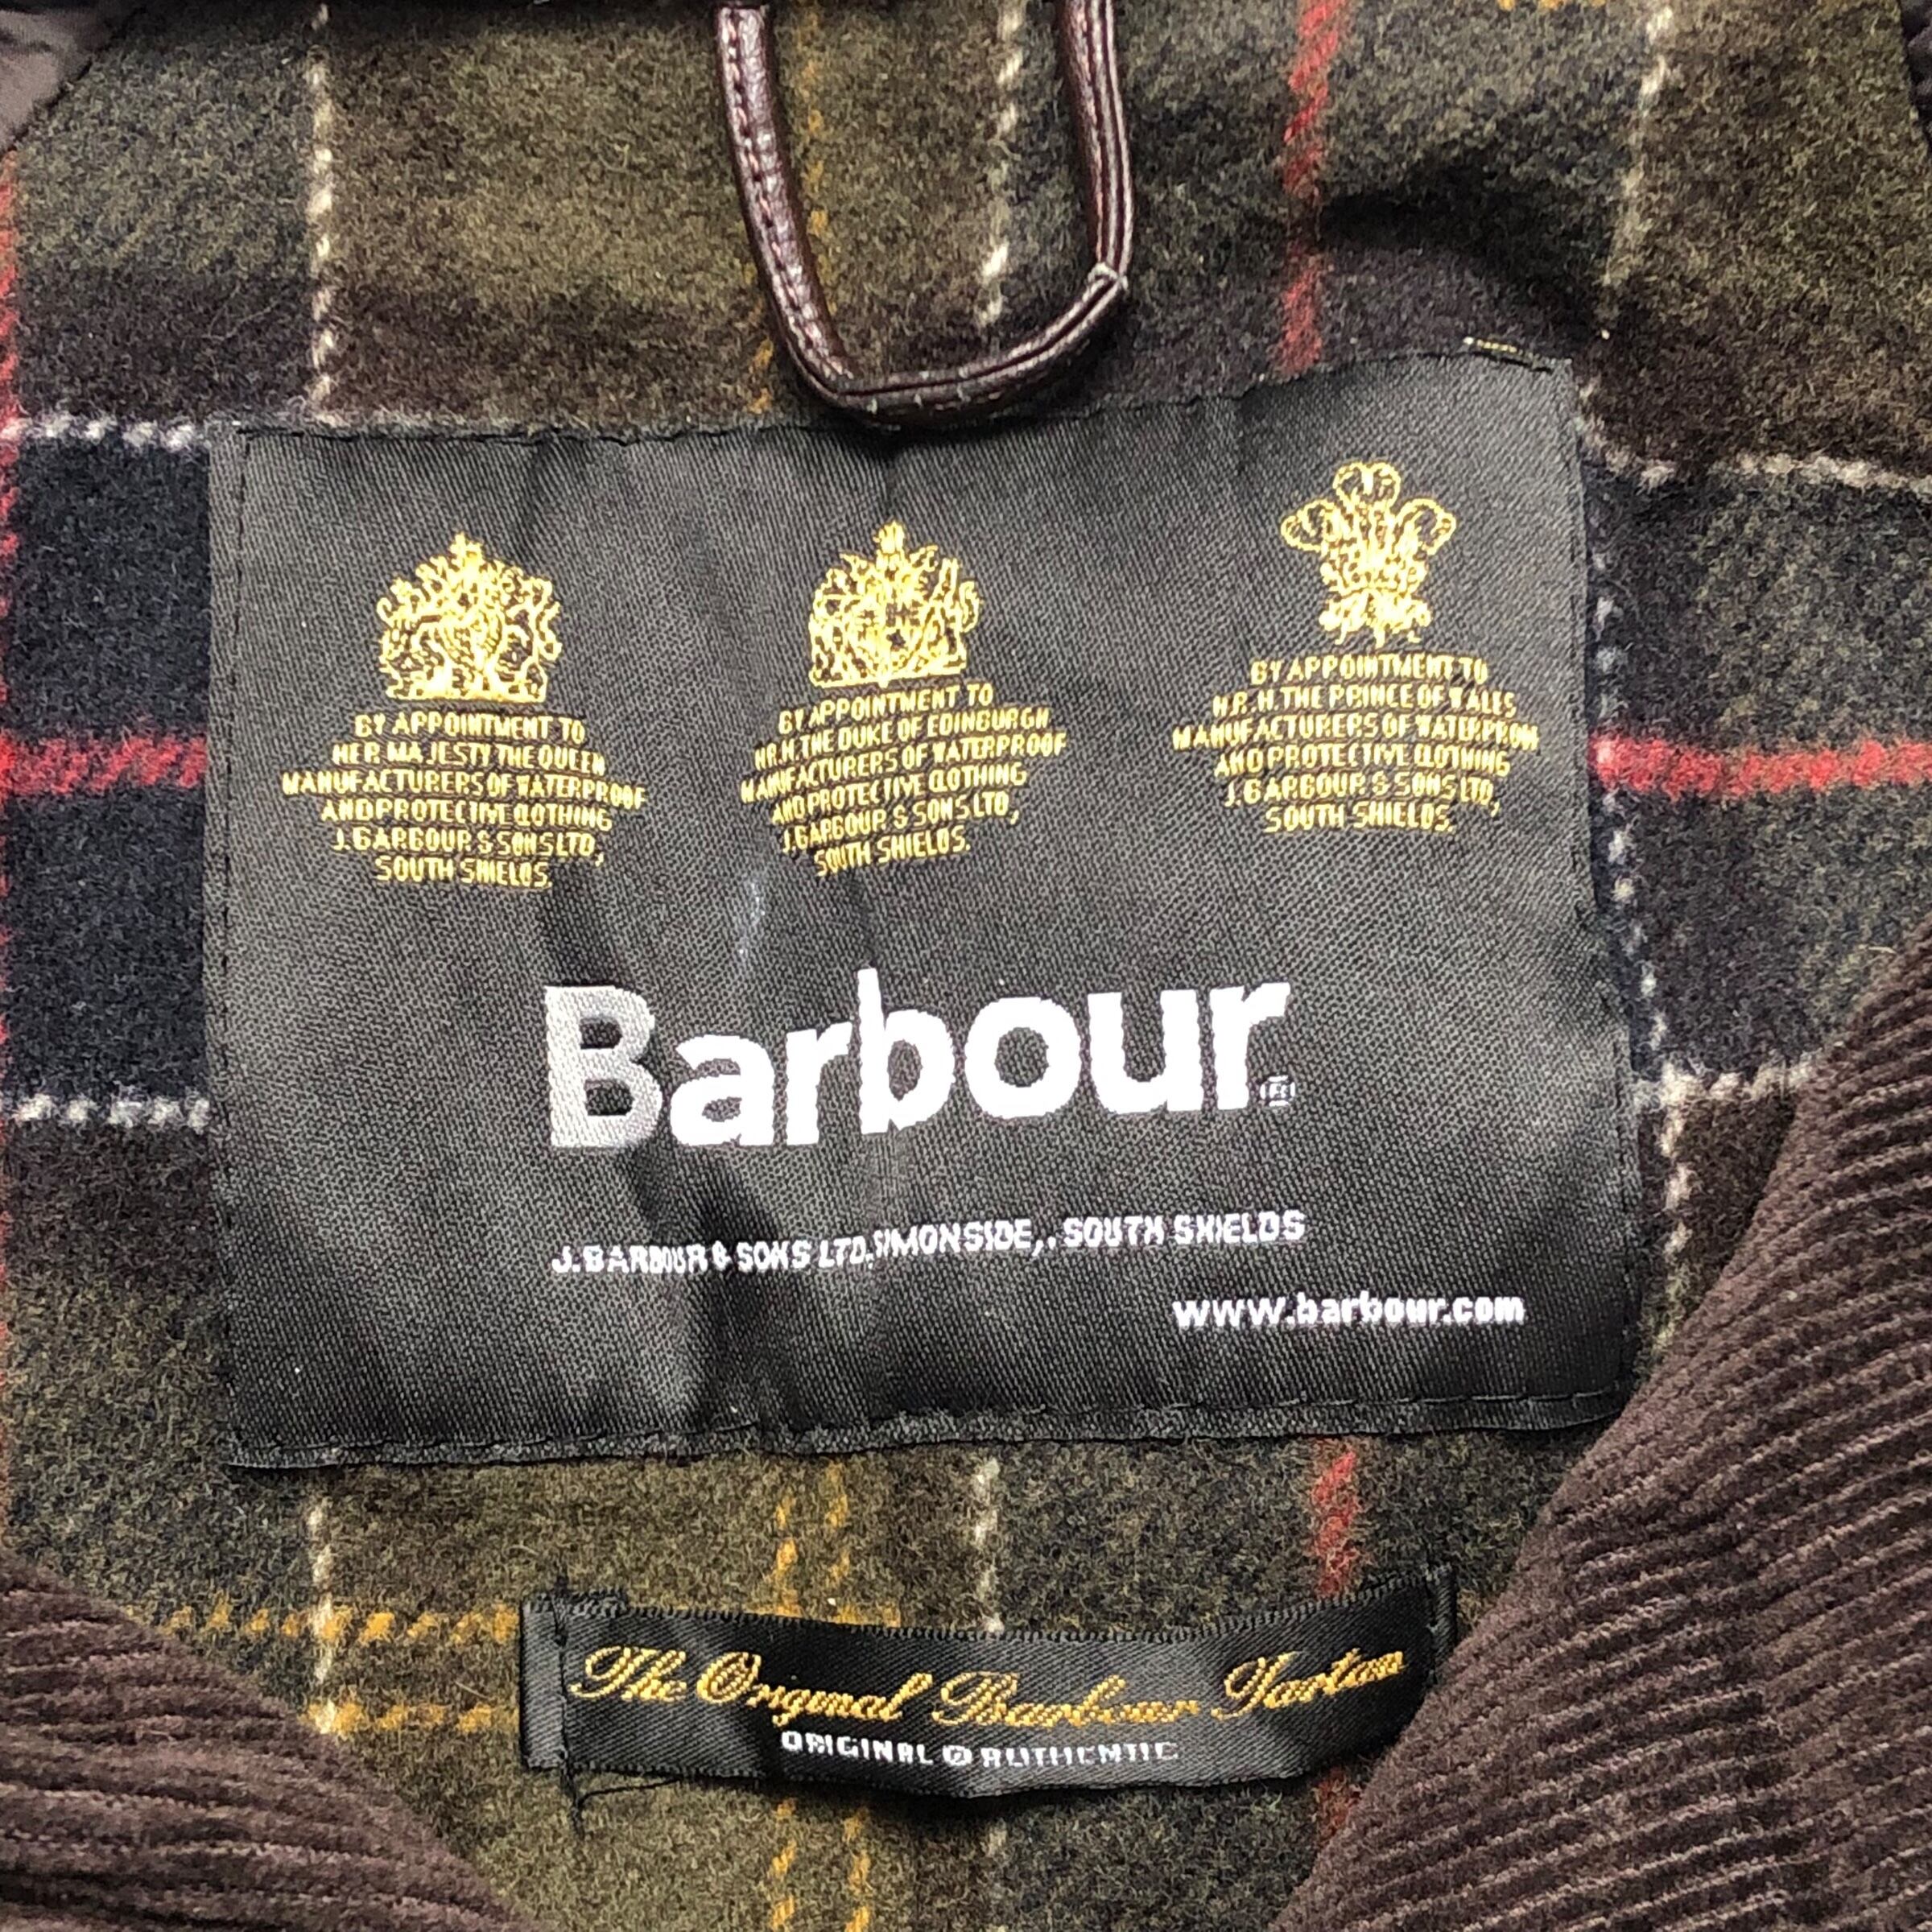 BY APPOINTMENT TO
HER MAJESTY THE QUEEN
MANUFACTURERS OF WATERPROOF
AND PROTECTIVE CLOTHING
J. BARBOUR & SONS LTD,
SOUTH SHIELDS.
BY APPOINTMENT TO
H.R.H. THE DUKE OF EDINBURGH
MANUFACTURERS OF WATERPROOF
AND PROTECTIVE CLOTHING
J. BARBOUR & SONS LTD,
SOUTH SHIELDS.
BY APPOINTMENT TO
H.R.H. THE PRINCE OF WALES
MANUFACTURERS OF WATERPROOF
AND PROTECTIVE CLOTHING
J. BARBOUR & SONS LTD,
SOUTH SHIELDS.
Barbour®
J. BARBOUR & SONS LTD. SIMONSIDE,. SOUTH SHIELDS
www.barbour.com
The Original Barbour Tartan
ORIGINAL @ AUTHENTIC